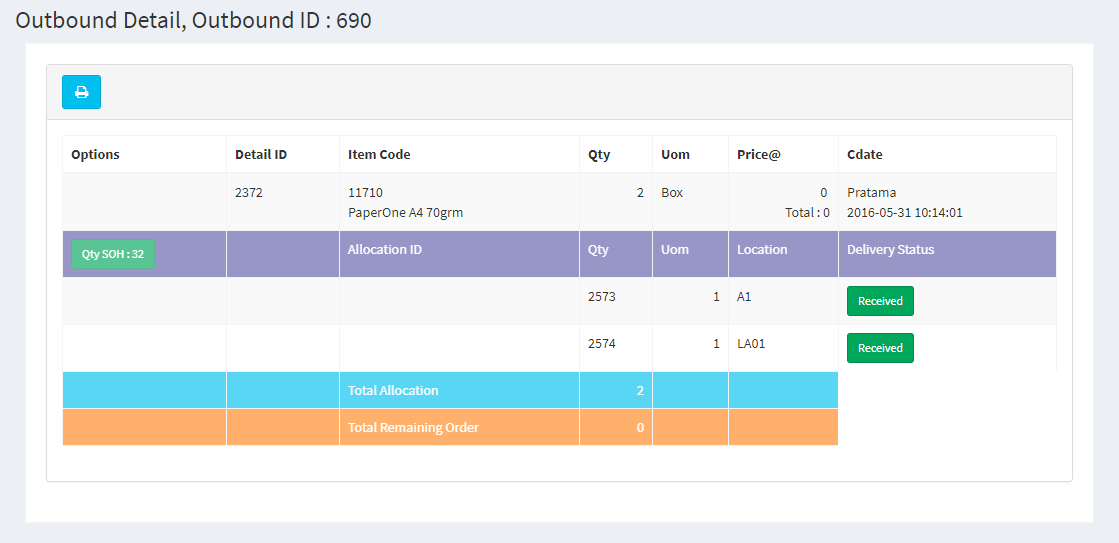 Outbound Detail, Outbound ID : 690
Options Detail ID Item Code Qty Uom Price@ Cdate
2372 11710 2 Box 0 Pratama
PaperOne A4 70grm Total : 0 2016-05-31 10:14:01
Qty SOH : 32 Allocation ID Qty Uom Location Delivery Status
2573 1 A1 Received
2574 1 LA01 Received
Total Allocation 2
Total Remaining Order 0